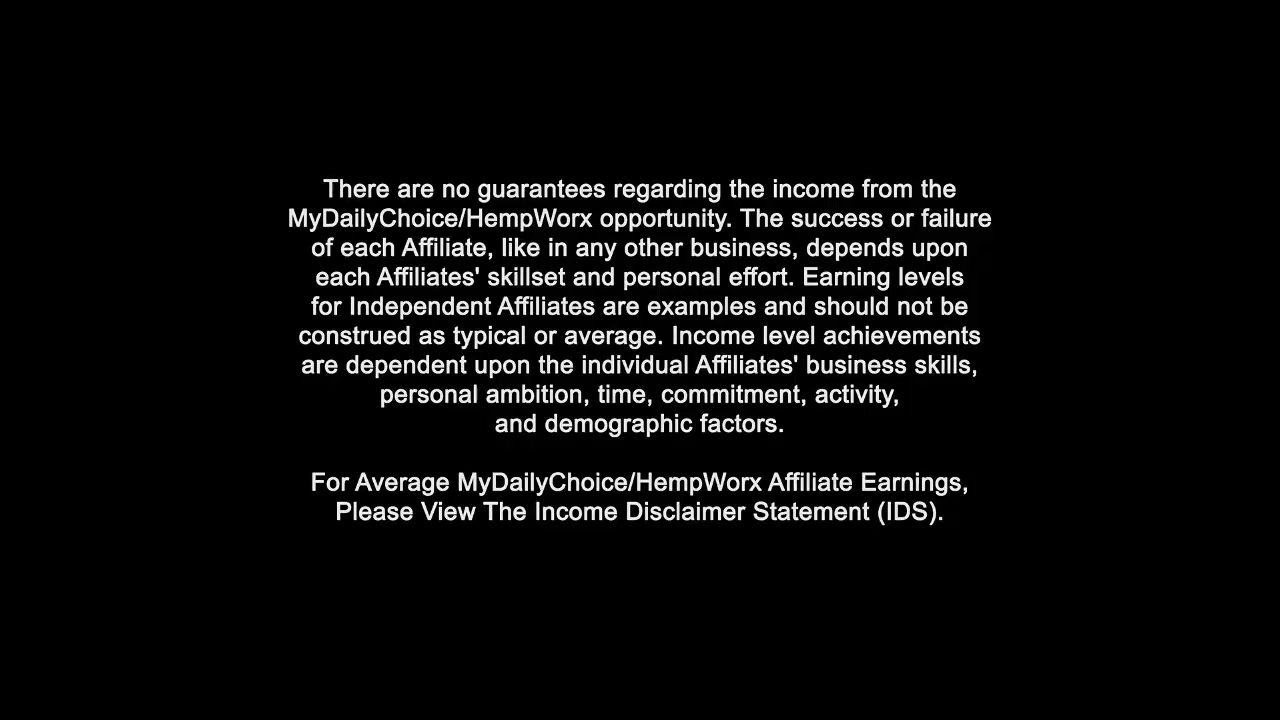 There are no guarantees regarding the income from the
MyDailyChoice/HempWorx opportunity. The success or failure
of each Affiliate, like in any other business, depends upon
each Affiliates' skillset and personal effort. Earning levels
for Independent Affiliates are examples and should not be
construed as typical or average. Income level achievements
are dependent upon the individual Affiliates' business skills,
personal ambition, time, commitment, activity,
and demographic factors.
For Average MyDailyChoice/HempWorx Affiliate Earnings,
Please View The Income Disclaimer Statement (IDS).